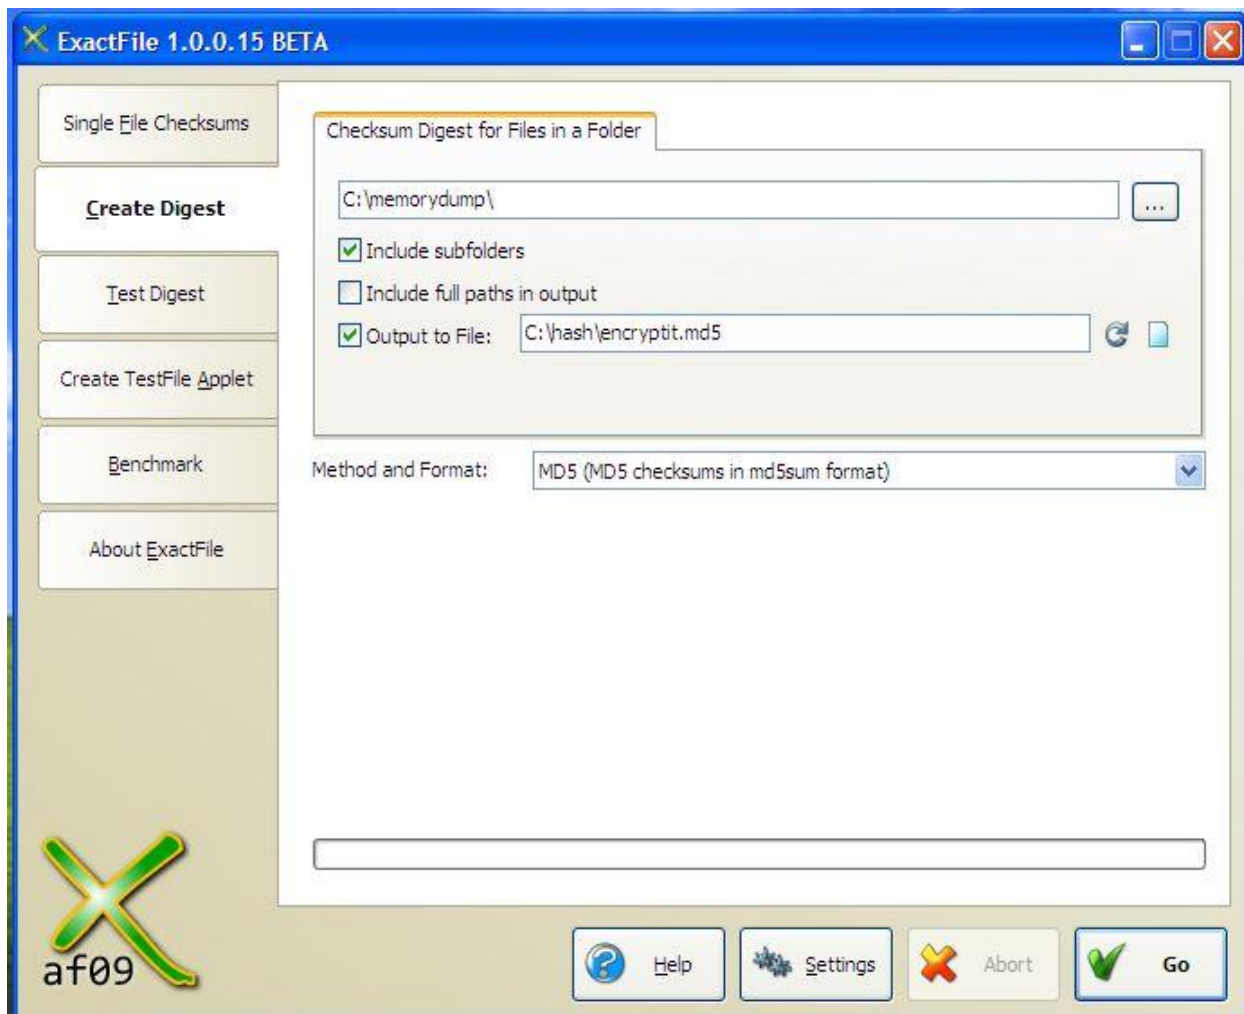 ExactFile 1.0.0.15 BETA
Single File Checksums
Create Digest
Test Digest
Create TestFile Applet
Benchmark
About ExactFile
Checksum Digest for Files in a Folder
C:\memorydump\
...
Include subfolders
Include full paths in output
Output to File:
C:\hash\encryptit.md5
Method and Format:
MD5 (MD5 checksums in md5sum format)
af09
Help
Settings
Abort
Go